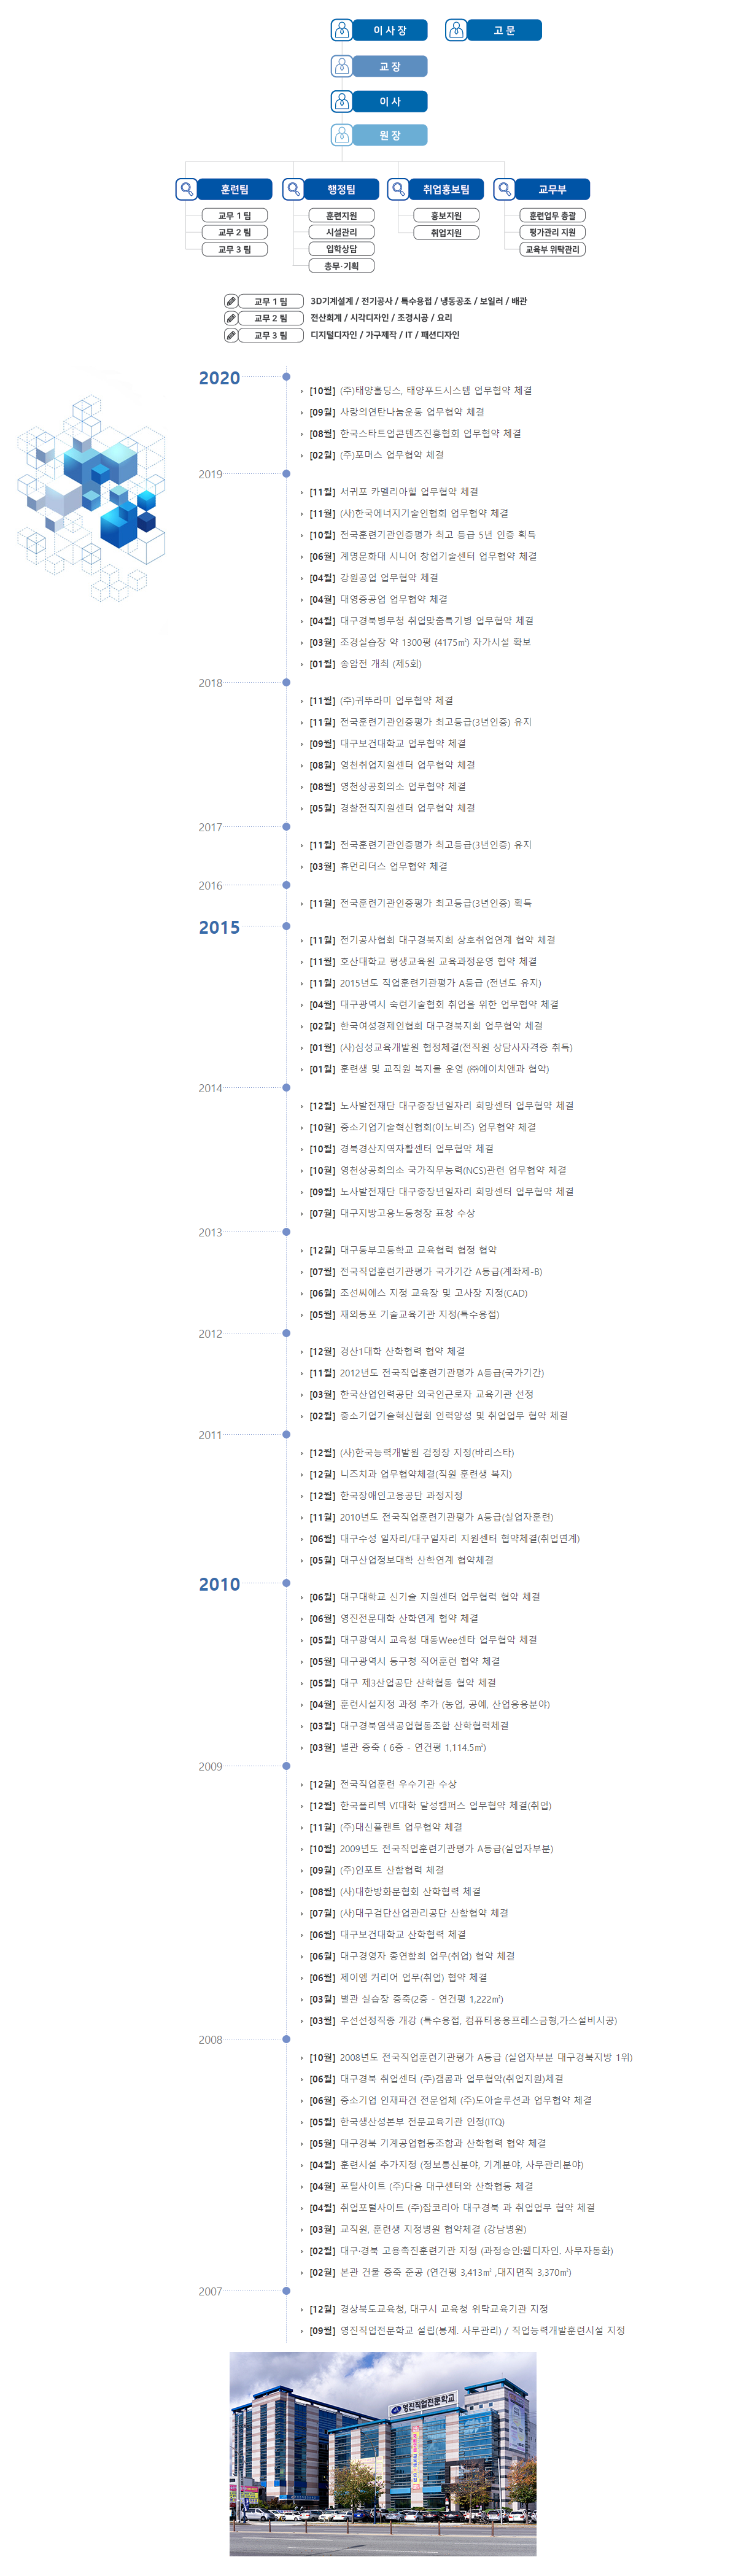 이 사 장
고 문
교 장
이 사
원 장
훈련팀
행정팀
취업홍보팀
교무부
교무 1 팀
훈련지원
홍보지원
훈련업무 총괄
교무 2 팀
시설관리
취업지원
평가관리 지원
교무 3 팀
입학상담
교육부 위탁관리
총무·기획
교무 1 팀 3D기계설계 / 전기공사 / 특수용접 / 냉동공조 / 보일러 / 배관
교무 2 팀 전산회계 / 시각디자인 / 조경시공 / 요리
교무 3 팀 디지털디자인 / 가구제작 / IT / 패션디자인
2020
[10월] (주)태양홀딩스, 태양푸드시스템 업무협약 체결
[09월] 사랑의연탄나눔운동 업무협약 체결
[08월] 한국스타트업콘텐츠진흥협회 업무협약 체결
[02월] (주)포머스 업무협약 체결
2019
[11월] 서귀포 카멜리아힐 업무협약 체결
[11월] (사)한국에너지기술인협회 업무협약 체결
[10월] 전국훈련기관인증평가 최고 등급 5년 인증 획득
[06월] 계명문화대 시니어 창업기술센터 업무협약 체결
[04월] 강원공업 업무협약 체결
[04월] 대영중공업 업무협약 체결
[04월] 대구경북병무청 취업맞춤특기병 업무협약 체결
[03월] 조경실습장 약 1300평 (4175㎡) 자가시설 확보
[01월] 송암전 개최 (제5회)
2018
[11월] (주)귀뚜라미 업무협약 체결
[11월] 전국훈련기관인증평가 최고등급(3년인증) 유지
[09월] 대구보건대학교 업무협약 체결
[08월] 영천취업지원센터 업무협약 체결
[08월] 영천상공회의소 업무협약 체결
[05월] 경찰전직지원센터 업무협약 체결
2017
[11월] 전국훈련기관인증평가 최고등급(3년인증) 유지
[03월] 휴먼리더스 업무협약 체결
2016
[11월] 전국훈련기관인증평가 최고등급(3년인증) 획득
2015
[11월] 전기공사협회 대구경북지회 상호취업연계 협약 체결
[11월] 호산대학교 평생교육원 교육과정운영 협약 체결
[11월] 2015년도 직업훈련기관평가 A등급 (전년도 유지)
[04월] 대구광역시 숙련기술협회 취업을 위한 업무협약 체결
[02월] 한국여성경제인협회 대구경북지회 업무협약 체결
[01월] (사)심성교육개발원 협정체결(전직원 상담사자격증 취득)
[01월] 훈련생 및 교직원 복지몰 운영 (㈜에이치앤과 협약)
2014
[12월] 노사발전재단 대구중장년일자리 희망센터 업무협약 체결
[10월] 중소기업기술혁신협회(이노비즈) 업무협약 체결
[10월] 경북경산지역자활센터 업무협약 체결
[10월] 영천상공회의소 국가직무능력(NCS)관련 업무협약 체결
[09월] 노사발전재단 대구중장년일자리 희망센터 업무협약 체결
[07월] 대구지방고용노동청장 표창 수상
2013
[12월] 대구동부고등학교 교육협력 협정 협약
[07월] 전국직업훈련기관평가 국가기간 A등급(계좌제-B)
[06월] 조선씨에스 지정 교육장 및 고사장 지정(CAD)
[05월] 재외동포 기술교육기관 지정(특수용접)
2012
[12월] 경산1대학 산학협력 협약 체결
[11월] 2012년도 전국직업훈련기관평가 A등급(국가기간)
[03월] 한국산업인력공단 외국인근로자 교육기관 선정
[02월] 중소기업기술혁신협회 인력양성 및 취업업무 협약 체결
2011
[12월] (사)한국능력개발원 검정장 지정(바리스타)
[12월] 니즈치과 업무협약체결(직원 훈련생 복지)
[12월] 한국장애인고용공단 과정지정
[11월] 2010년도 전국직업훈련기관평가 A등급(실업자훈련)
[06월] 대구수성 일자리/대구일자리 지원센터 협약체결(취업연계)
[05월] 대구산업정보대학 산학연계 협약체결
2010
[06월] 대구대학교 신기술 지원센터 업무협력 협약 체결
[06월] 영진전문대학 산학연계 협약 체결
[05월] 대구광역시 교육청 대동Wee센타 업무협약 체결
[05월] 대구광역시 동구청 직어훈련 협약 체결
[05월] 대구 제3산업공단 산학협동 협약 체결
[04월] 훈련시설지정 과정 추가 (농업, 공예, 산업응용분야)
[03월] 대구경북염색공업협동조합 산학협력체결
[03월] 별관 증축 ( 6층 - 연건평 1,114.5㎡)
2009
[12월] 전국직업훈련 우수기관 수상
[12월] 한국폴리텍 VI대학 달성캠퍼스 업무협약 체결(취업)
[11월] (주)대신플랜트 업무협약 체결
[10월] 2009년도 전국직업훈련기관평가 A등급(실업자부분)
[09월] (주)인포트 산합협력 체결
[08월] (사)대한방화문협회 산학협력 체결
[07월] (사)대구검단산업관리공단 산합협약 체결
[06월] 대구보건대학교 산학협력 체결
[06월] 대구경영자 총연합회 업무(취업) 협약 체결
[06월] 제이엠 커리어 업무(취업) 협약 체결
[03월] 별관 실습장 증축(2층 - 연건평 1,222㎡)
[03월] 우선선정직종 개강 (특수용접, 컴퓨터응용프레스금형,가스설비시공)
2008
[10월] 2008년도 전국직업훈련기관평가 A등급 (실업자부분 대구경북지방 1위)
[06월] 대구경북 취업센터 (주)갬콤과 업무협약(취업지원)체결
[06월] 중소기업 인재파견 전문업체 (주)도아솔루션과 업무협약 체결
[05월] 한국생산성본부 전문교육기관 인정(ITQ)
[05월] 대구경북 기계공업협동조합과 산학협력 협약 체결
[04월] 훈련시설 추가지정 (정보통신분야, 기계분야, 사무관리분야)
[04월] 포털사이트 (주)다음 대구센터와 산학협동 체결
[04월] 취업포털사이트 (주)잡코리아 대구경북 과 취업업무 협약 체결
[03월] 교직원, 훈련생 지정병원 협약체결 (강남병원)
[02월] 대구·경북 고용촉진훈련기관 지정 (과정승인:웹디자인. 사무자동화)
[02월] 본관 건물 증축 준공 (연건평 3,413㎡ ,대지면적 3,370㎡)
2007
[12월] 경상북도교육청, 대구시 교육청 위탁교육기관 지정
[09월] 영진직업전문학교 설립(봉제. 사무관리) / 직업능력개발훈련시설 지정
영진직업전문학교